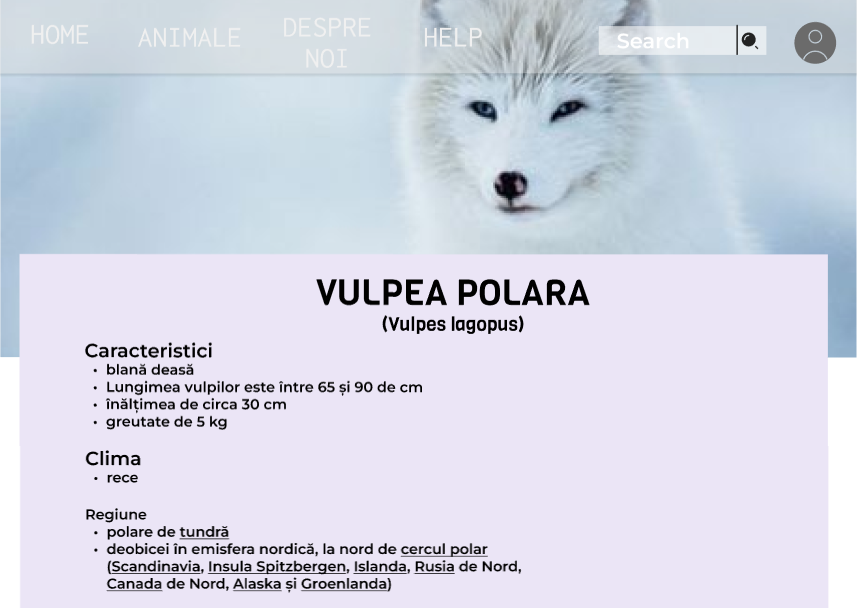 HOME
ANIMALE
DESPRE
NOI
HELP
Search
VULPEA POLARA
(Vulpes lagopus)
Caracteristici
• blană deasă
• Lungimea vulpilor este între 65 și 90 de cm
• înălțimea de circa 30 cm
• greutate de 5 kg
Clima
• rece
Regiune
• polare de tundră
• deobicei în emisfera nordică, la nord de cercul polar
(Scandinavia, Insula Spitzbergen, Islanda, Rusia de Nord,
Canada de Nord, Alaska și Groenlanda)